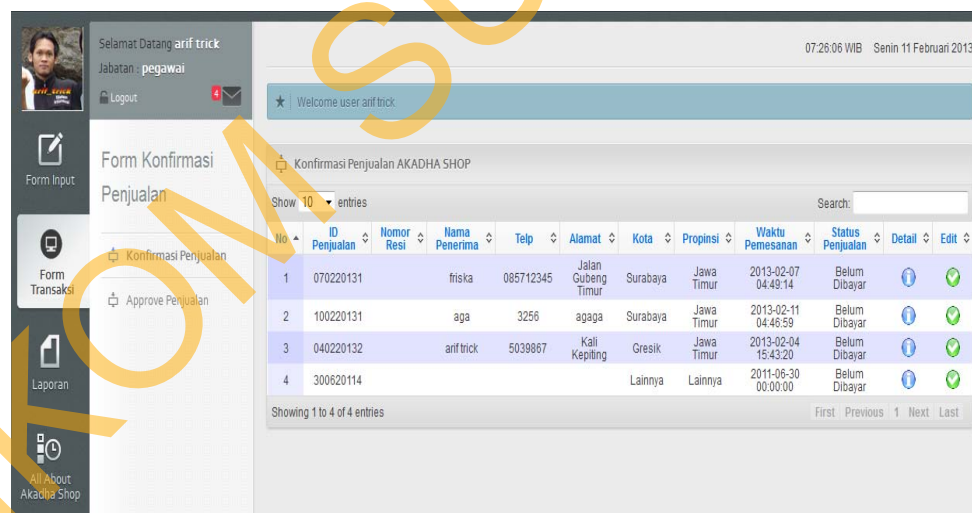 Selamat Datang arif trick
Jabatan : pegawai
Logout
4
07:26:06 WIB Senin 11 Februari 2013
Welcome user arif trick
Form Input
Form Transaksi
Laporan
All About Akadha Shop
Form Konfirmasi
Penjualan
Konfirmasi Penjualan
Approve Penjualan
Konfirmasi Penjualan AKADHA SHOP
Show 10 entries
Search:
No ID Penjualan Nomor Resi Nama Penerima Telp Alamat Kota Propinsi Waktu Pemesanan Status Penjualan Detail Edit
1 070220131 friska 085712345 Jalan Gubeng Timur Surabaya Jawa Timur 2013-02-07 04:49:14 Belum Dibayar
2 100220131 aga 3256 agaga Surabaya Jawa Timur 2013-02-11 04:46:59 Belum Dibayar
3 040220132 arif trick 5039867 Kali Kepiting Gresik Jawa Timur 2013-02-04 15:43:20 Belum Dibayar
4 300620114 Lainnya Lainnya 2011-06-30 00:00:00 Belum Dibayar
Showing 1 to 4 of 4 entries
First Previous 1 Next Last